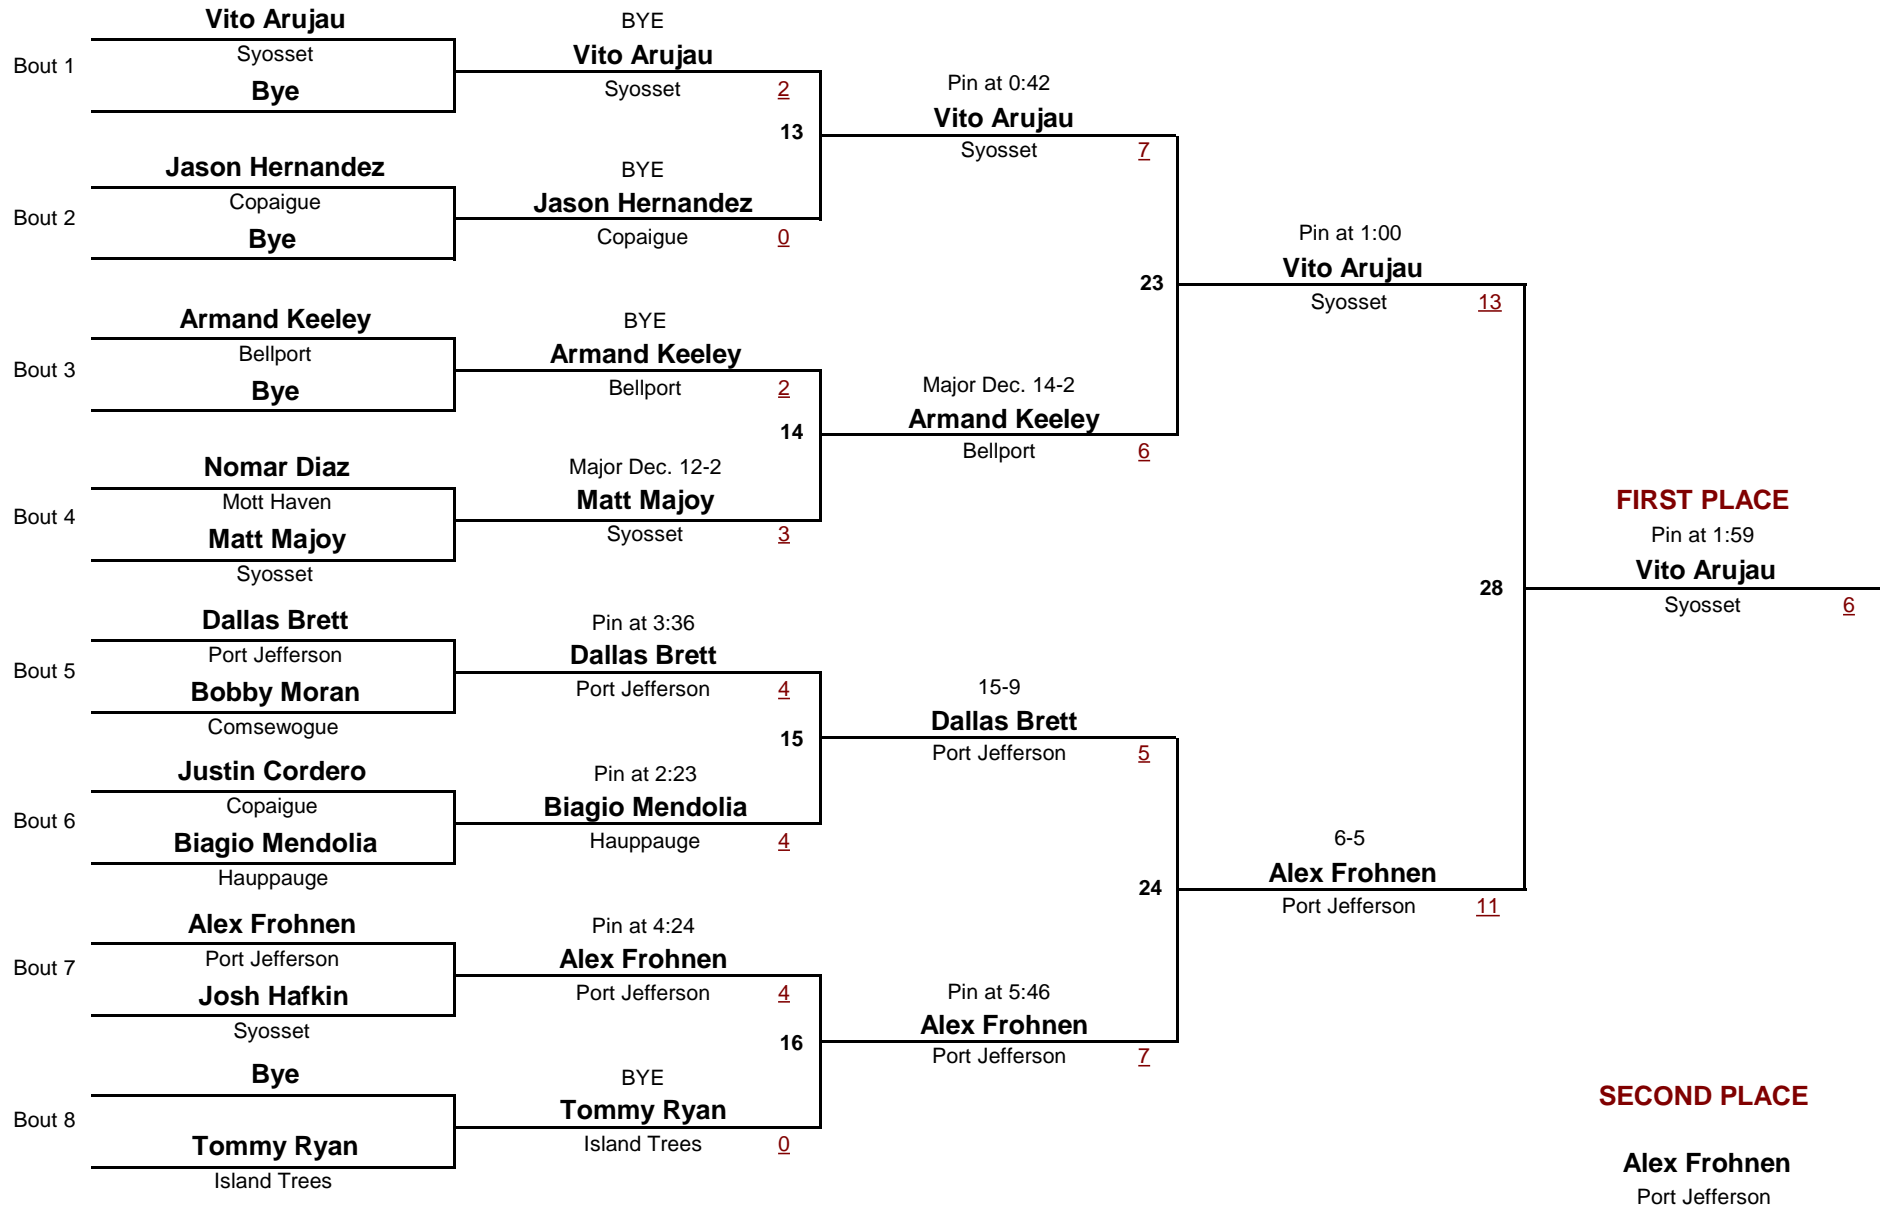 Vito Arujau
Bout 1
Syosset
Bye
Jason Hernandez
Bout 2
Copaigue
Bye
Armand Keeley
Bout 3
Bellport
Bye
Nomar Diaz
Bout 4
Mott Haven
Matt Majoy
Syosset
Dallas Brett
Bout 5
Port Jefferson
Bobby Moran
Comsewogue
Justin Cordero
Bout 6
Copaigue
Biagio Mendolia
Hauppauge
Alex Frohnen
Bout 7
Port Jefferson
Josh Hafkin
Syosset
Bye
Bout 8
Tommy Ryan
Island Trees
BYE
Vito Arujau
Syosset 2
13
BYE
Jason Hernandez
Copaigue 0
BYE
Armand Keeley
Bellport 2
14
Major Dec. 12-2
Matt Majoy
Syosset 3
Pin at 3:36
Dallas Brett
Port Jefferson 4
15
Pin at 2:23
Biagio Mendolia
Hauppauge 4
Pin at 4:24
Alex Frohnen
Port Jefferson 4
16
BYE
Tommy Ryan
Island Trees 0
Pin at 0:42
Vito Arujau
Syosset 7
23
Major Dec. 14-2
Armand Keeley
Bellport 6
15-9
Dallas Brett
Port Jefferson 5
24
Pin at 5:46
Alex Frohnen
Port Jefferson 7
Pin at 1:00
Vito Arujau
Syosset 13
28
6-5
Alex Frohnen
Port Jefferson 11
FIRST PLACE
Pin at 1:59
Vito Arujau
Syosset 6
SECOND PLACE
Alex Frohnen
Port Jefferson